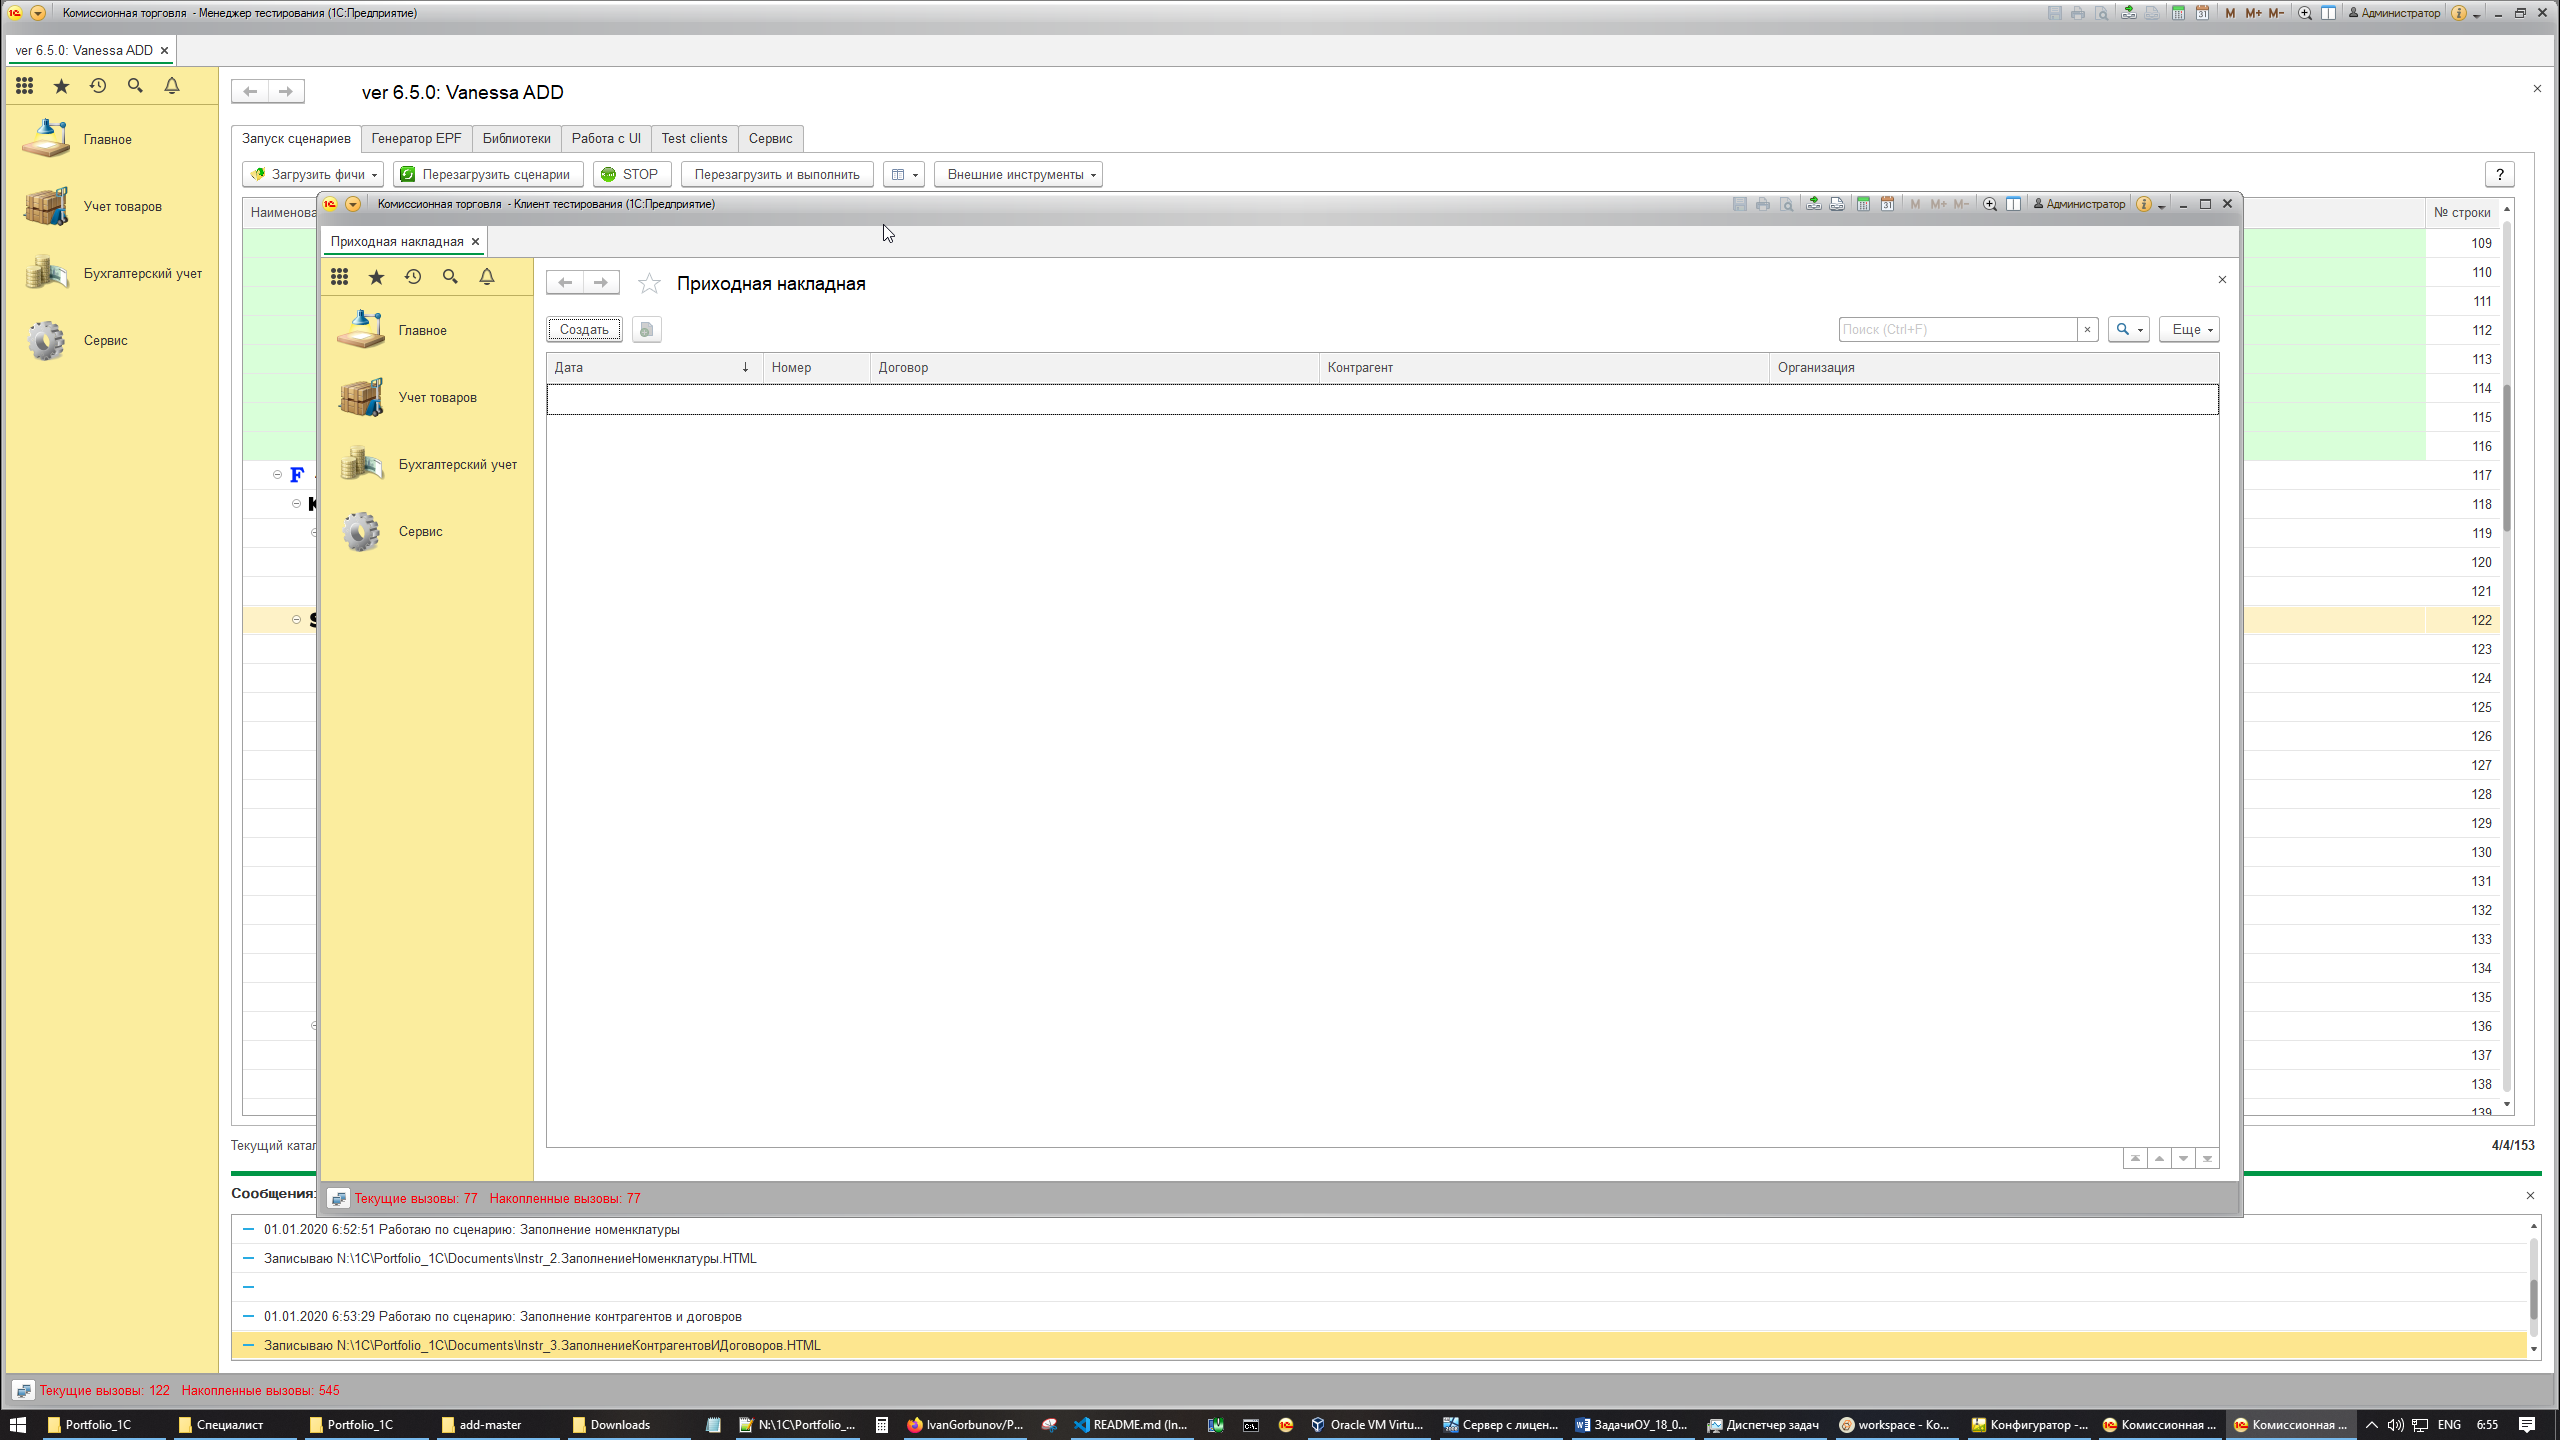 Комиссионная торговля - Менеджер тестирования (1С:Предприятие)
M M+ M- Администратор
ver 6.5.0: Vanessa ADD
ver 6.5.0: Vanessa ADD
Главное
Учет товаров
Бухгалтерский учет
Сервис
Запуск сценариев Генератор EPF Библиотеки Работа с UI Test clients Сервис
Загрузить фичи Перезагрузить сценарии STOP Перезагрузить и выполнить Внешние инструменты ?
№ строки
109
110
111
112
113
114
115
116
F 117
118
119
120
121
122
123
124
125
126
127
128
129
130
131
132
133
134
135
136
137
138
139
Комиссионная торговля - Клиент тестирования (1С:Предприятие)
M M+ M- Администратор
Приходная накладная
Главное
Учет товаров
Бухгалтерский учет
Сервис
Приходная накладная
Создать Поиск (Ctrl+F) Еще
Дата Номер Договор Контрагент Организация
Текущие вызовы: 77 Накопленные вызовы: 77
4/4/153
01.01.2020 6:52:51 Работаю по сценарию: Заполнение номенклатуры
Записываю N:\1C\Portfolio_1C\Documents\Instr_2.ЗаполнениеНоменклатуры.HTML
01.01.2020 6:53:29 Работаю по сценарию: Заполнение контрагентов и договров
Записываю N:\1C\Portfolio_1C\Documents\Instr_3.ЗаполнениеКонтрагентовИДоговоров.HTML
Сообщения:
Текущие вызовы: 122 Накопленные вызовы: 545
Portfolio_1C Специалист Portfolio_1C add-master Downloads N:\1C\Portfolio_... IvanGorbunov/P... README.md (In... Oracle VM Virtu... Сервер с лицен... ЗадачиОУ_18_0... Диспетчер задач workspace - Ко... Конфигуратор -... Комиссионная ... Комиссионная ... ENG 6:55